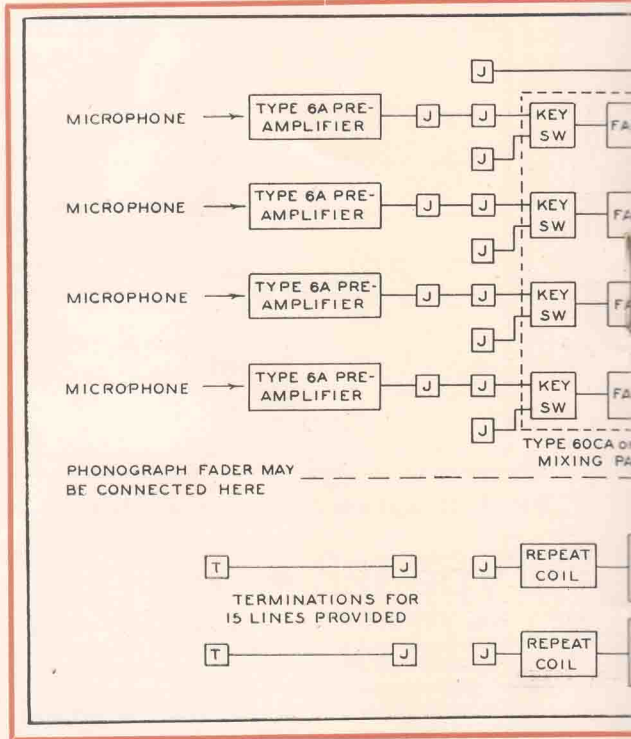 J
MICROPHONE
TYPE 6A PRE-
AMPLIFIER
J
J
KEY
SW
J
MICROPHONE
TYPE 6A PRE-
AMPLIFIER
J
J
KEY
SW
J
MICROPHONE
TYPE 6A PRE-
AMPLIFIER
J
J
KEY
SW
J
MICROPHONE
TYPE 6A PRE-
AMPLIFIER
J
J
KEY
SW
J
TYPE 60CA
MIXING
PHONOGRAPH FADER MAY
BE CONNECTED HERE
T
J
J
REPEAT
COIL
TERMINATIONS FOR
15 LINES PROVIDED
T
J
J
REPEAT
COIL